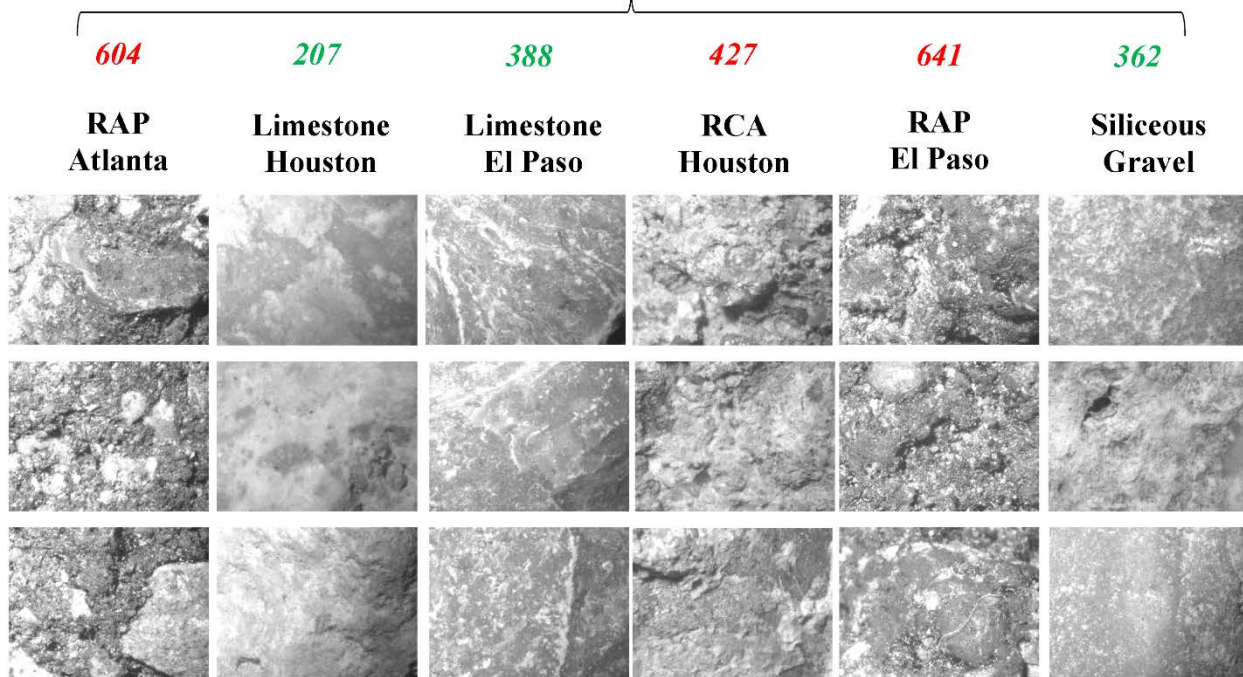 604 207 388 427 641 362
RAP Limestone Limestone RCA RAP Siliceous
Atlanta Houston El Paso Houston El Paso Gravel